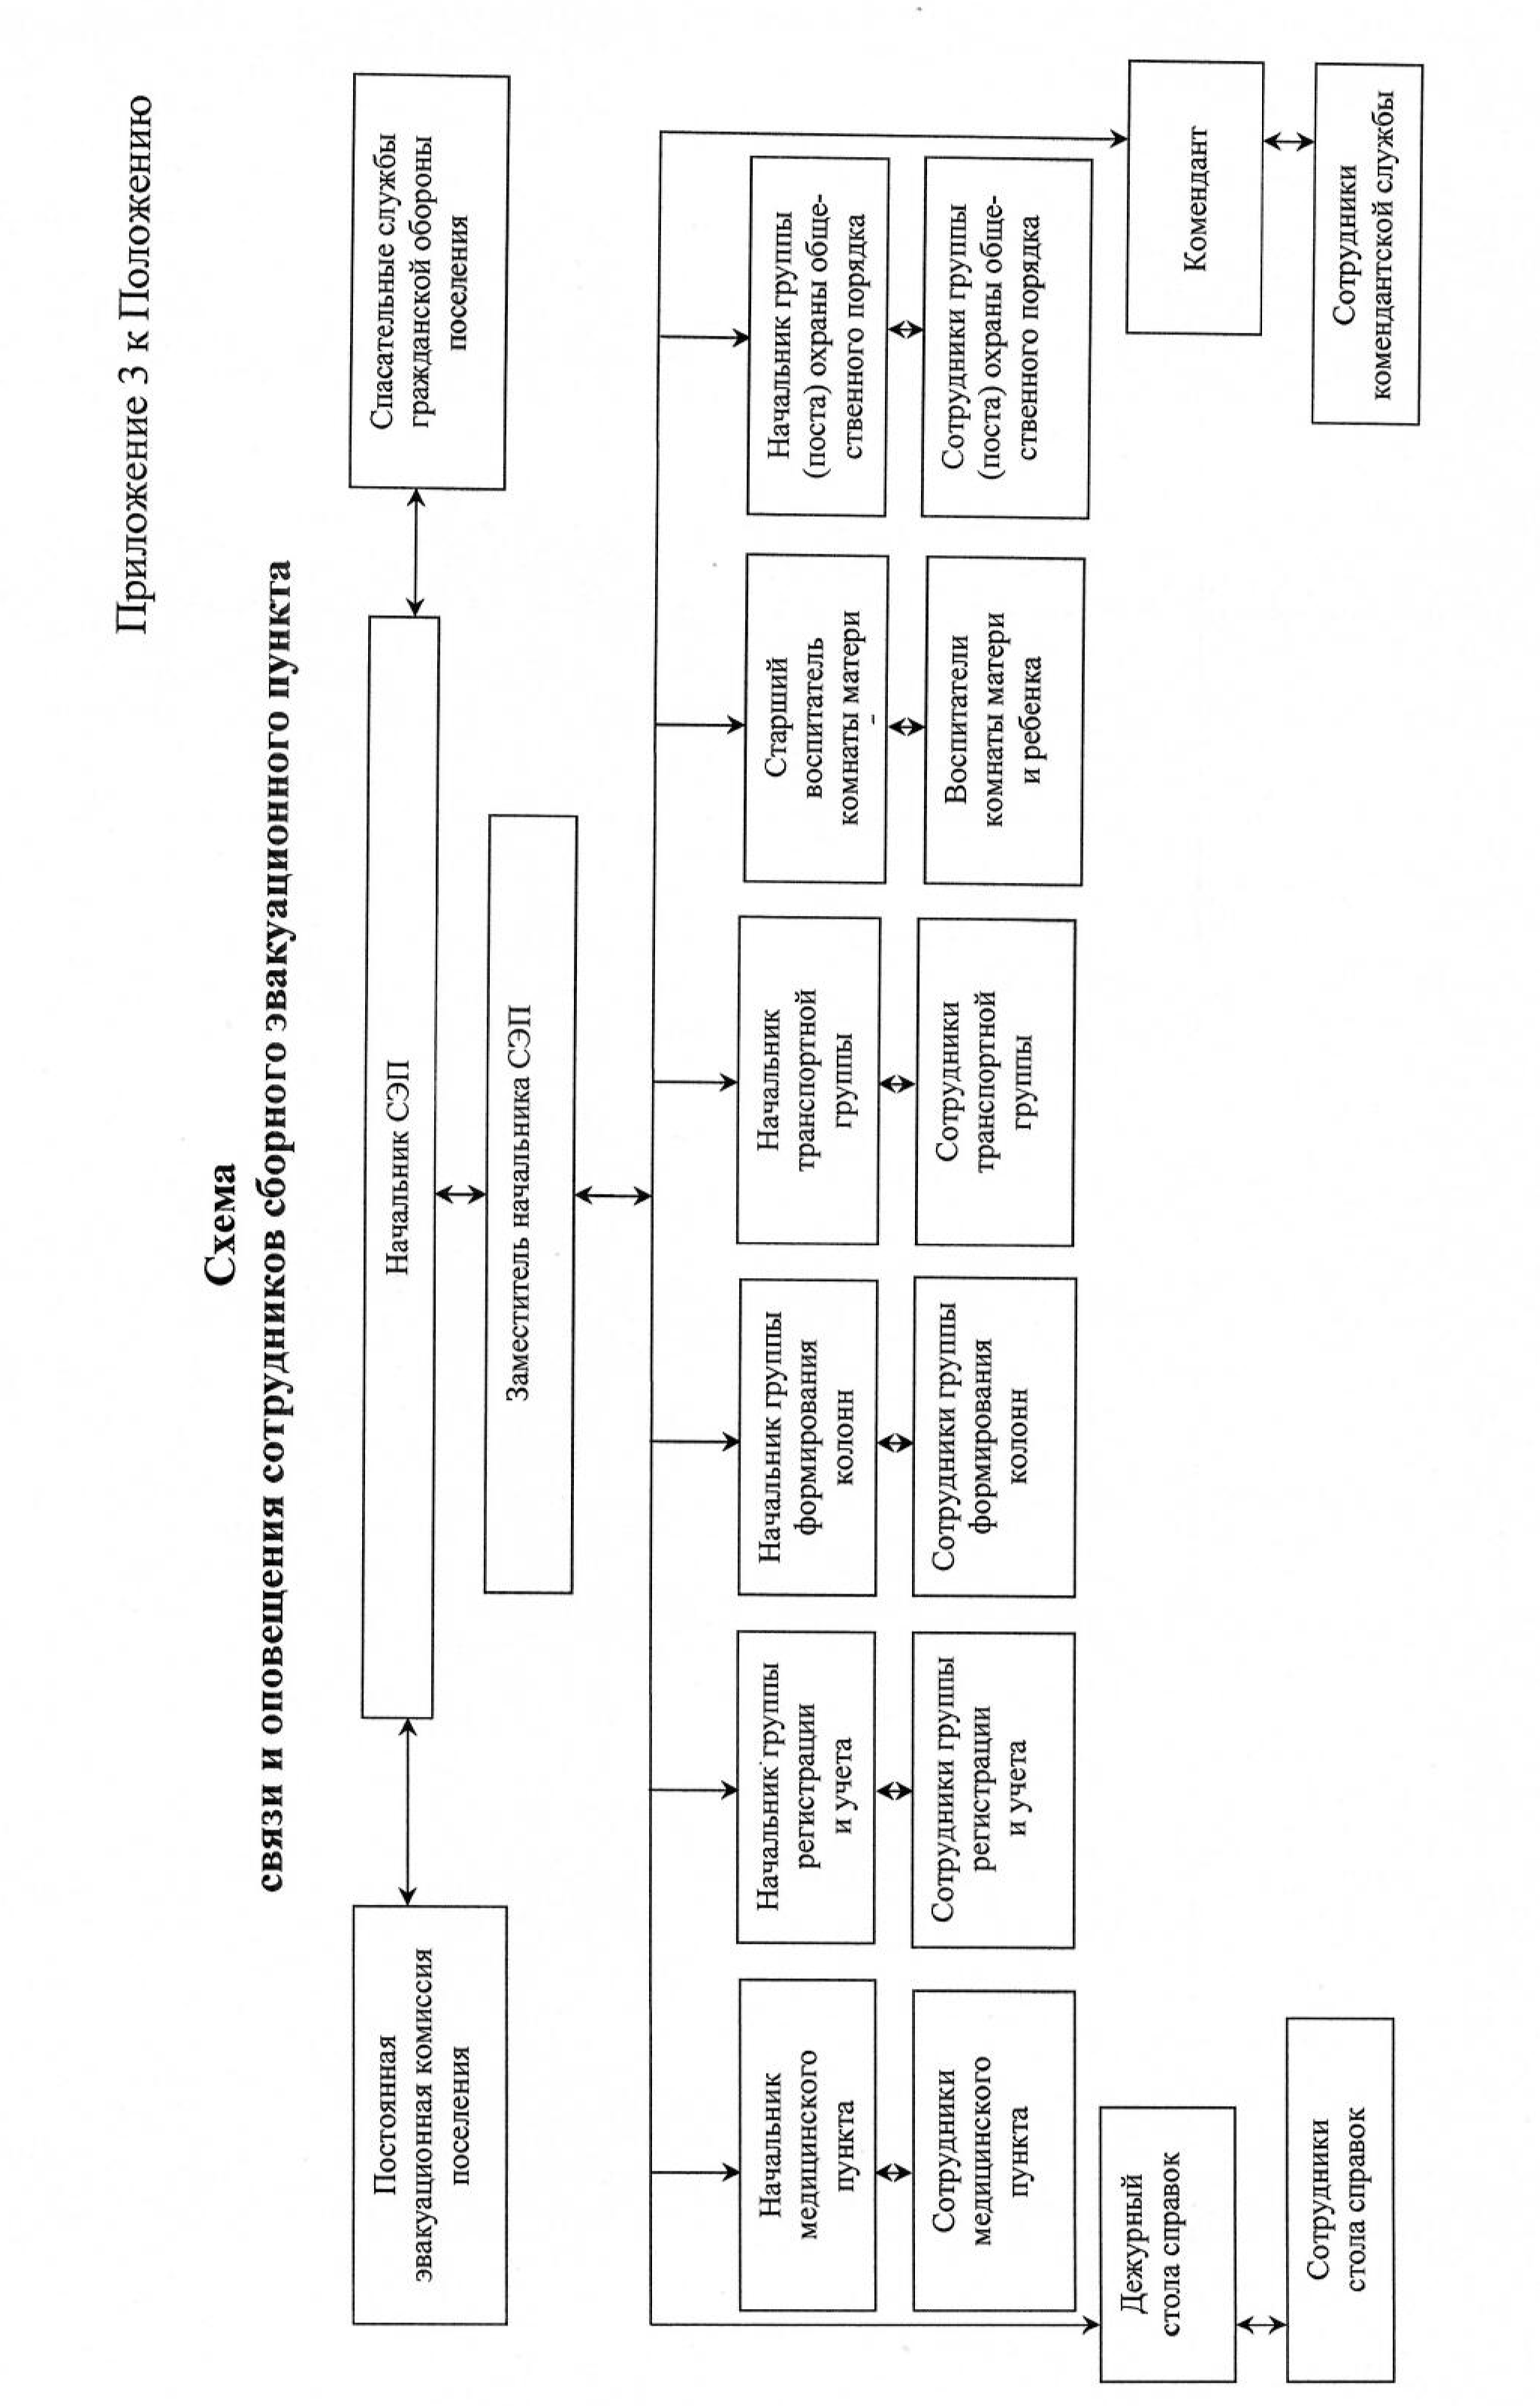 Приложение 3 к Положению
Схема
связи и оповещения сотрудников сборного эвакуационного пункта
Постоянная
эвакуационная комиссия
поселения
Начальник СЭП
Спасательные службы
гражданской обороны
поселения
Заместитель начальника СЭП
Начальник
медицинского
пункта
Начальник группы
регистрации
и учета
Начальник группы
формирования
колонн
Начальник
транспортной
группы
Старший
воспитатель
комнаты матери
Начальник группы
(поста) охраны обще-
ственного порядка
Сотрудники
медицинского
пункта
Сотрудники группы
регистрации
и учета
Сотрудники группы
формирования
колонн
Сотрудники
транспортной
группы
Воспитатели
комнаты матери
и ребенка
Сотрудники группы
(поста) охраны обще-
ственного порядка
Дежурный
стола справок
Комендант
Сотрудники
стола справок
Сотрудники
комендантской службы